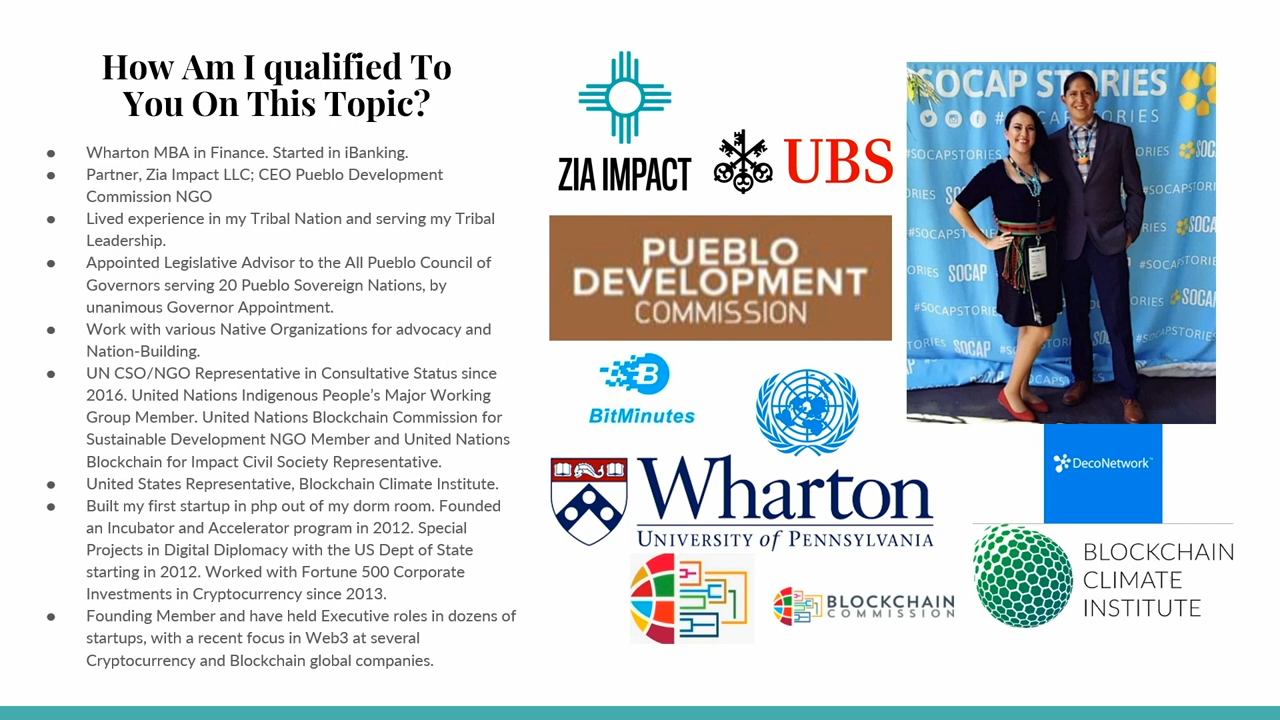 How Am I qualified To
You On This Topic?
● Wharton MBA in Finance. Started in iBanking.
● Partner, Zia Impact LLC; CEO Pueblo Development
Commission NGO
● Lived experience in my Tribal Nation and serving my Tribal
Leadership.
● Appointed Legislative Advisor to the All Pueblo Council of
Governors serving 20 Pueblo Sovereign Nations, by
unanimous Governor Appointment.
● Work with various Native Organizations for advocacy and
Nation-Building.
● UN CSO/NGO Representative in Consultative Status since
2016. United Nations Indigenous People’s Major Working
Group Member. United Nations Blockchain Commission for
Sustainable Development NGO Member and United Nations
Blockchain for Impact Civil Society Representative.
● United States Representative, Blockchain Climate Institute.
● Built my first startup in php out of my dorm room. Founded
an Incubator and Accelerator program in 2012. Special
Projects in Digital Diplomacy with the US Dept of State
starting in 2012. Worked with Fortune 500 Corporate
Investments in Cryptocurrency since 2013.
● Founding Member and have held Executive roles in dozens of
startups, with a recent focus in Web3 at several
Cryptocurrency and Blockchain global companies.
ZIA IMPACT
UBS
PUEBLO
DEVELOPMENT
COMMISSION
B
BitMinutes
Wharton
UNIVERSITY of PENNSYLVANIA
BLOCKCHAIN
COMMISSION
SOCAP STORIES
#SOCAPSTORIES
SOCAP
#SOCAPSTORIES
SOCAP
DecoNetwork™
BLOCKCHAIN
CLIMATE
INSTITUTE